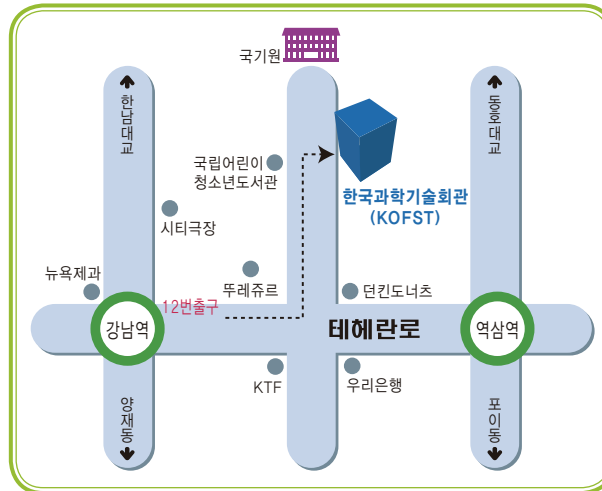 국기원
한남대교
동호대교
국립어린이
청소년도서관
한국과학기술회관
(KOFST)
시티극장
뉴욕제과
뚜레쥬르
던킨도너츠
12번출구
강남역
테헤란로
역삼역
KTF
우리은행
양재동
포이동